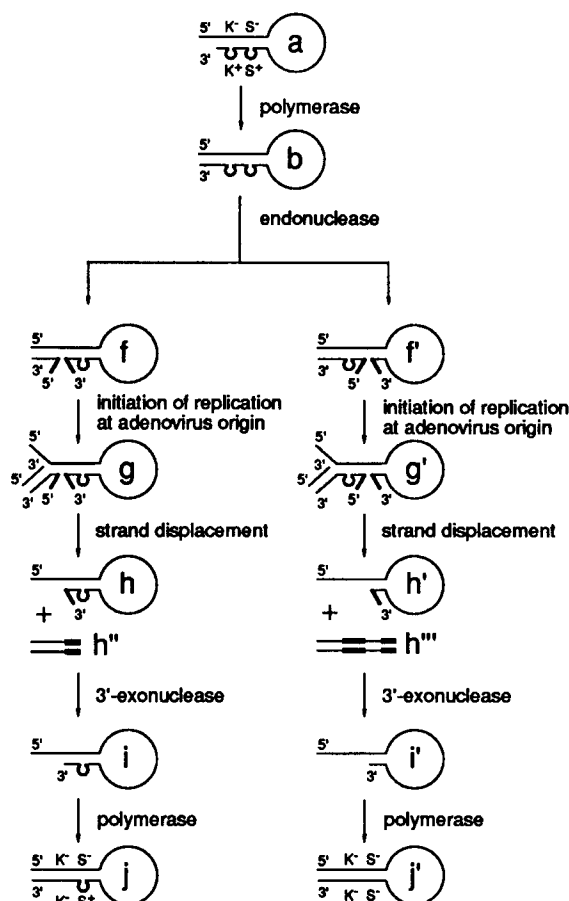 5' K⁻ S⁻
a
3'
K⁺ S⁺
polymerase
5'
b
3'
endonuclease
5' 5'
f f'
3' 3'
5' 3' 5' 3'
initiation of replication initiation of replication
at adenovirus origin at adenovirus origin
5' 5'
3' g 3' g'
5' 5'
3' 5' 3' 3' 5' 3'
strand displacement strand displacement
5' 5'
h h'
3' 3'
+ h" + h'"
3'-exonuclease 3'-exonuclease
5' 5'
i i'
3' 3'
polymerase polymerase
5' K⁻ S⁻ 5' K⁻ S⁻
j j'
3' 3'
K⁻ S⁺ K⁻ S⁻